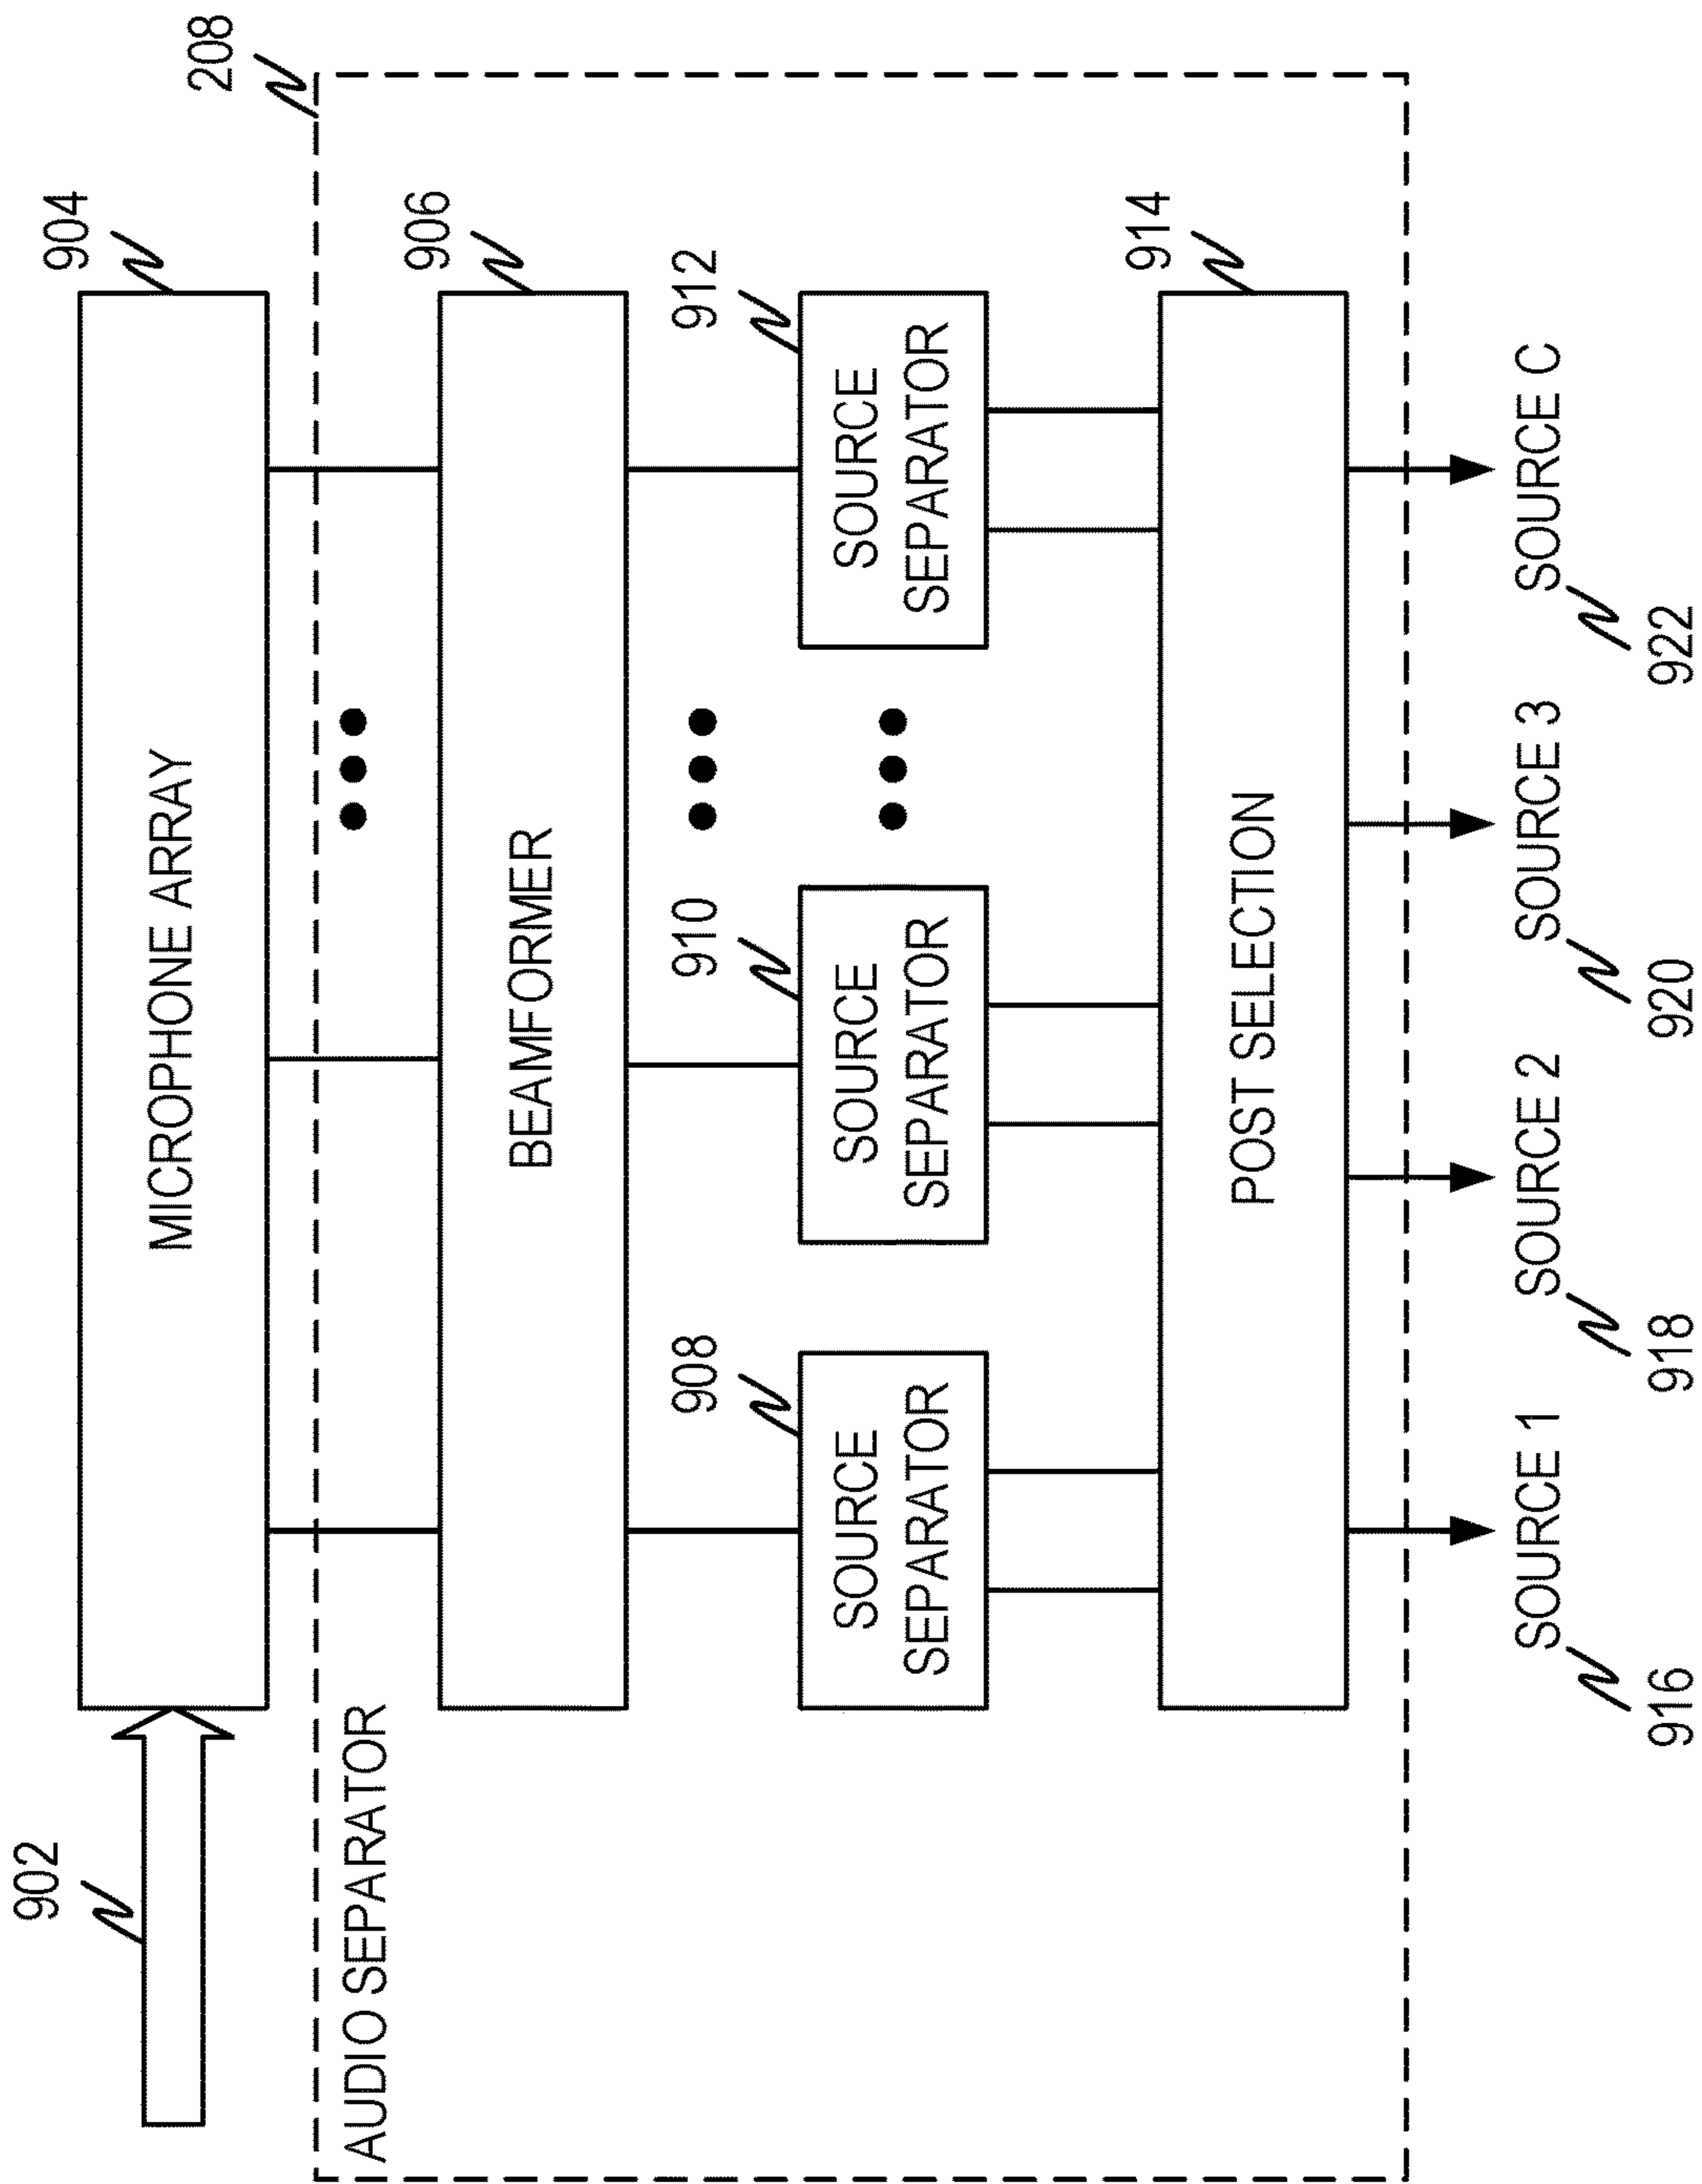 902
904
MICROPHONE ARRAY
208
AUDIO SEPARATOR
906
BEAMFORMER
908
SOURCE
SEPARATOR
910
SOURCE
SEPARATOR
912
SOURCE
SEPARATOR
914
POST SELECTION
SOURCE 1
916
SOURCE 2
918
SOURCE 3
920
SOURCE C
922